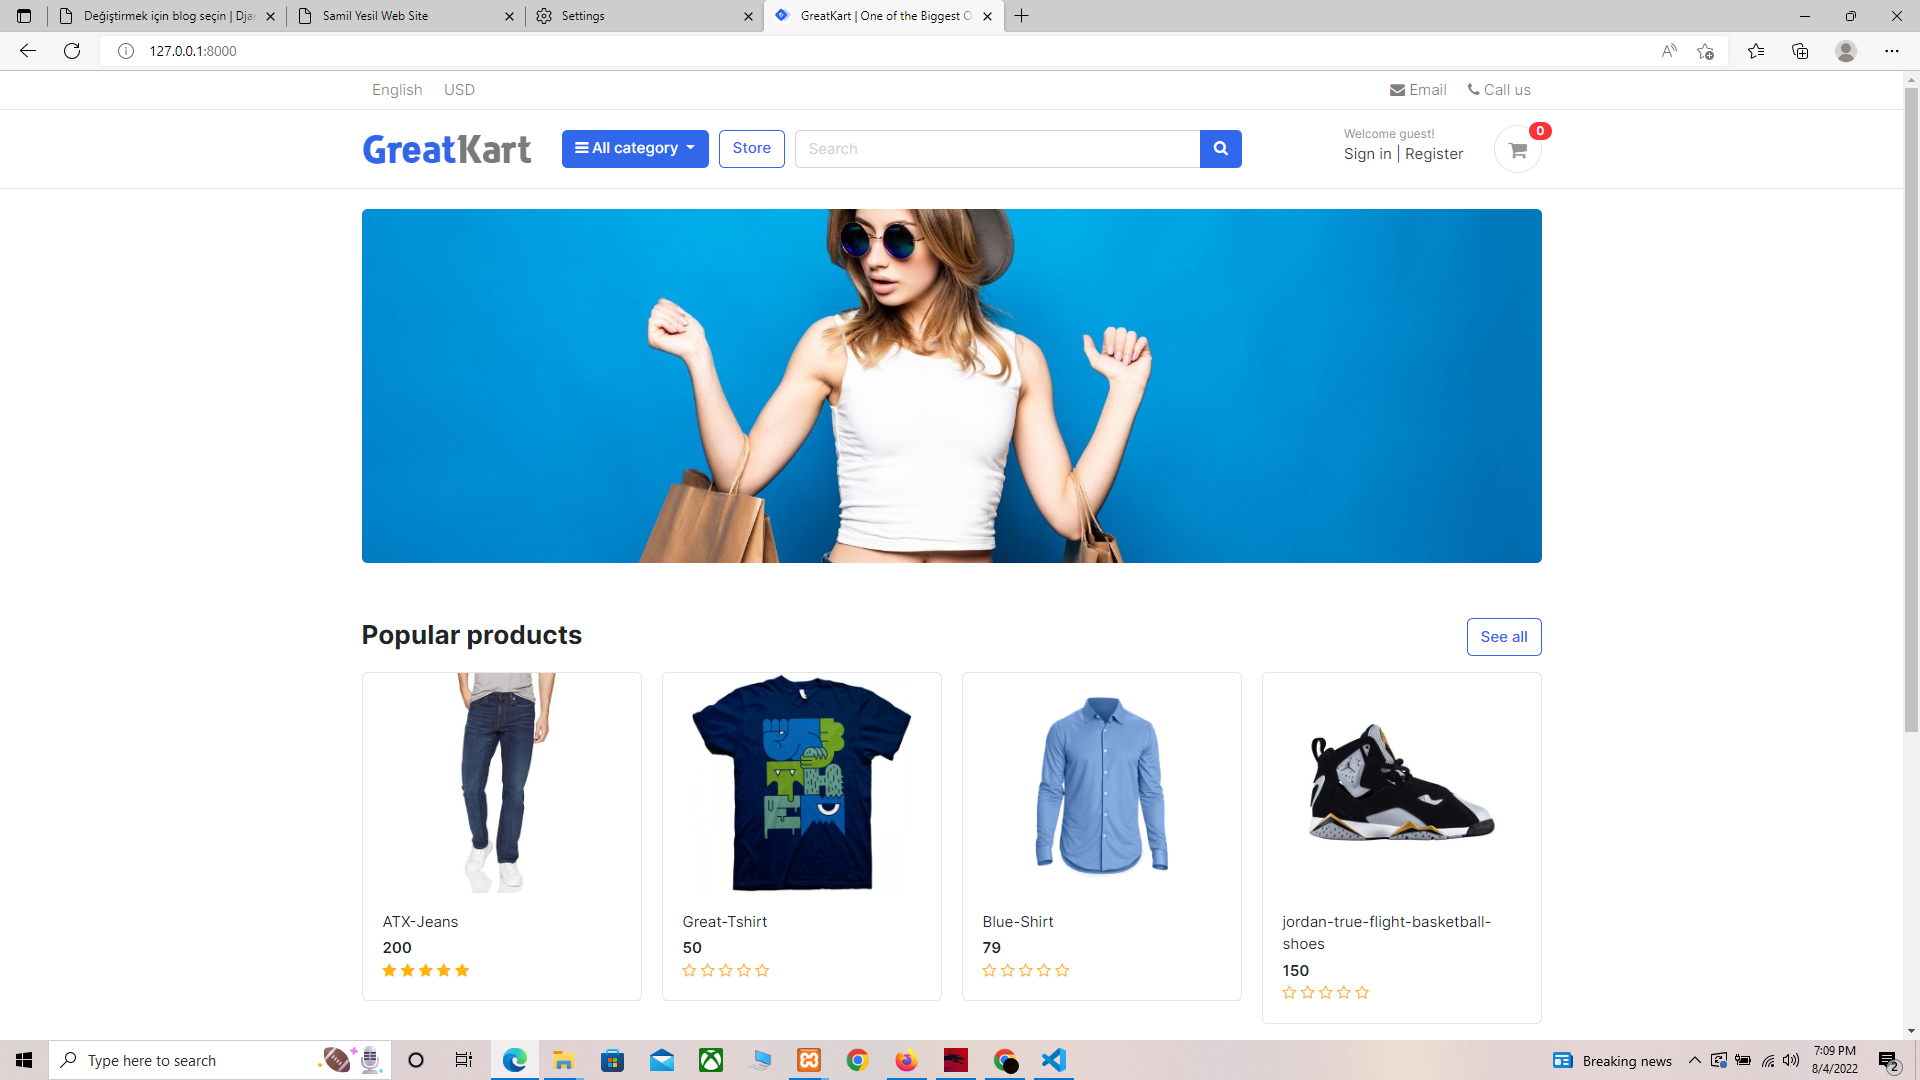 Değiştirmek için blog seçin | Djan
Samil Yesil Web Site
Settings
GreatKart | One of the Biggest O
127.0.0.1:8000
English
USD
Email
Call us
GreatKart
All category
Store
Search
Welcome guest!
Sign in | Register
0
Popular products
See all
ATX-Jeans
200
Great-Tshirt
50
Blue-Shirt
79
jordan-true-flight-basketball-
shoes
150
Type here to search
Breaking news
7:09 PM
8/4/2022
2